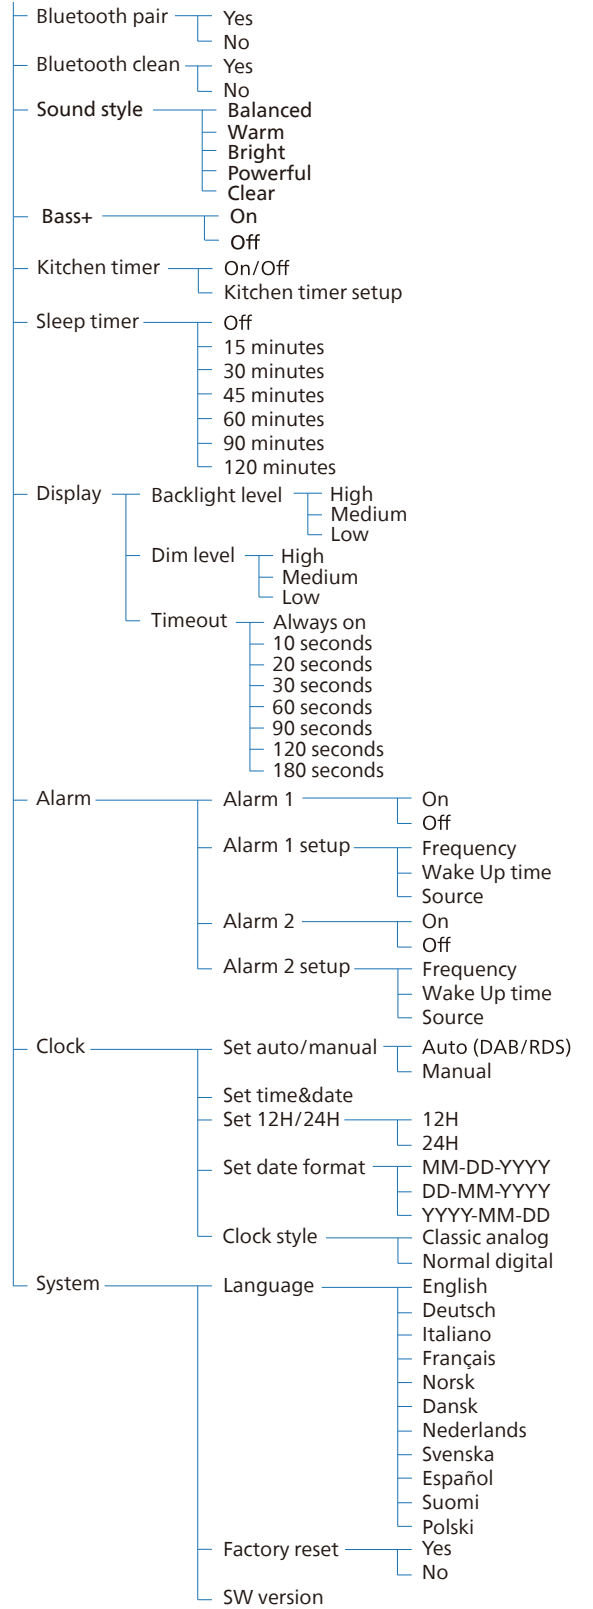 Bluetooth pair Yes
No
Bluetooth clean Yes
No
Sound style Balanced
Warm
Bright
Powerful
Clear
Bass+ On
Off
Kitchen timer On/Off
Kitchen timer setup
Sleep timer Off
15 minutes
30 minutes
45 minutes
60 minutes
90 minutes
120 minutes
Display Backlight level High
Medium
Low
Dim level High
Medium
Low
Timeout Always on
10 seconds
20 seconds
30 seconds
60 seconds
90 seconds
120 seconds
180 seconds
Alarm Alarm 1 On
Off
Alarm 1 setup Frequency
Wake Up time
Source
Alarm 2 On
Off
Alarm 2 setup Frequency
Wake Up time
Source
Clock Set auto/manual Auto (DAB/RDS)
Manual
Set time&date
Set 12H/24H 12H
24H
Set date format MM-DD-YYYY
DD-MM-YYYY
YYYY-MM-DD
Clock style Classic analog
Normal digital
System Language English
Deutsch
Italiano
Français
Norsk
Dansk
Nederlands
Svenska
Español
Suomi
Polski
Factory reset Yes
No
SW version